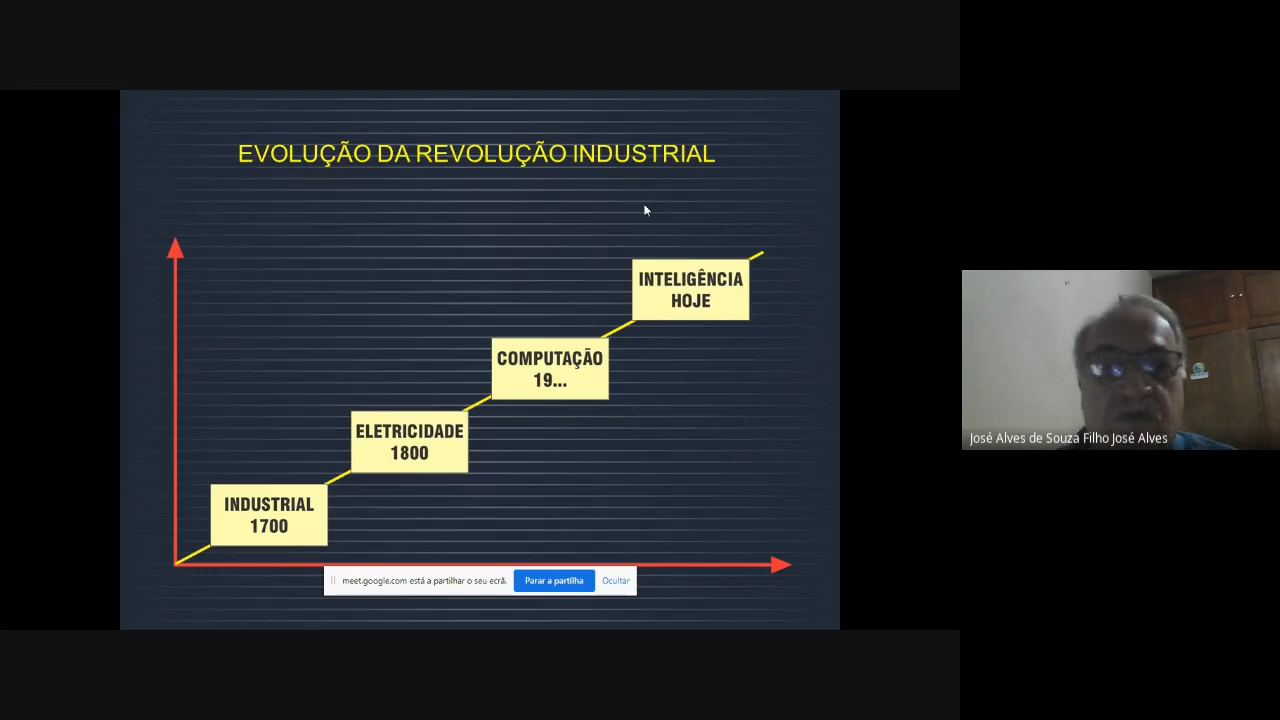 EVOLUÇÃO DA REVOLUÇÃO INDUSTRIAL
INTELIGÊNCIA
HOJE
COMPUTAÇÃO
19...
ELETRICIDADE
1800
INDUSTRIAL
1700
meet.google.com está a partilhar o seu ecrã.
Parar a partilha
Ocultar
José Alves de Souza Filho José Alves